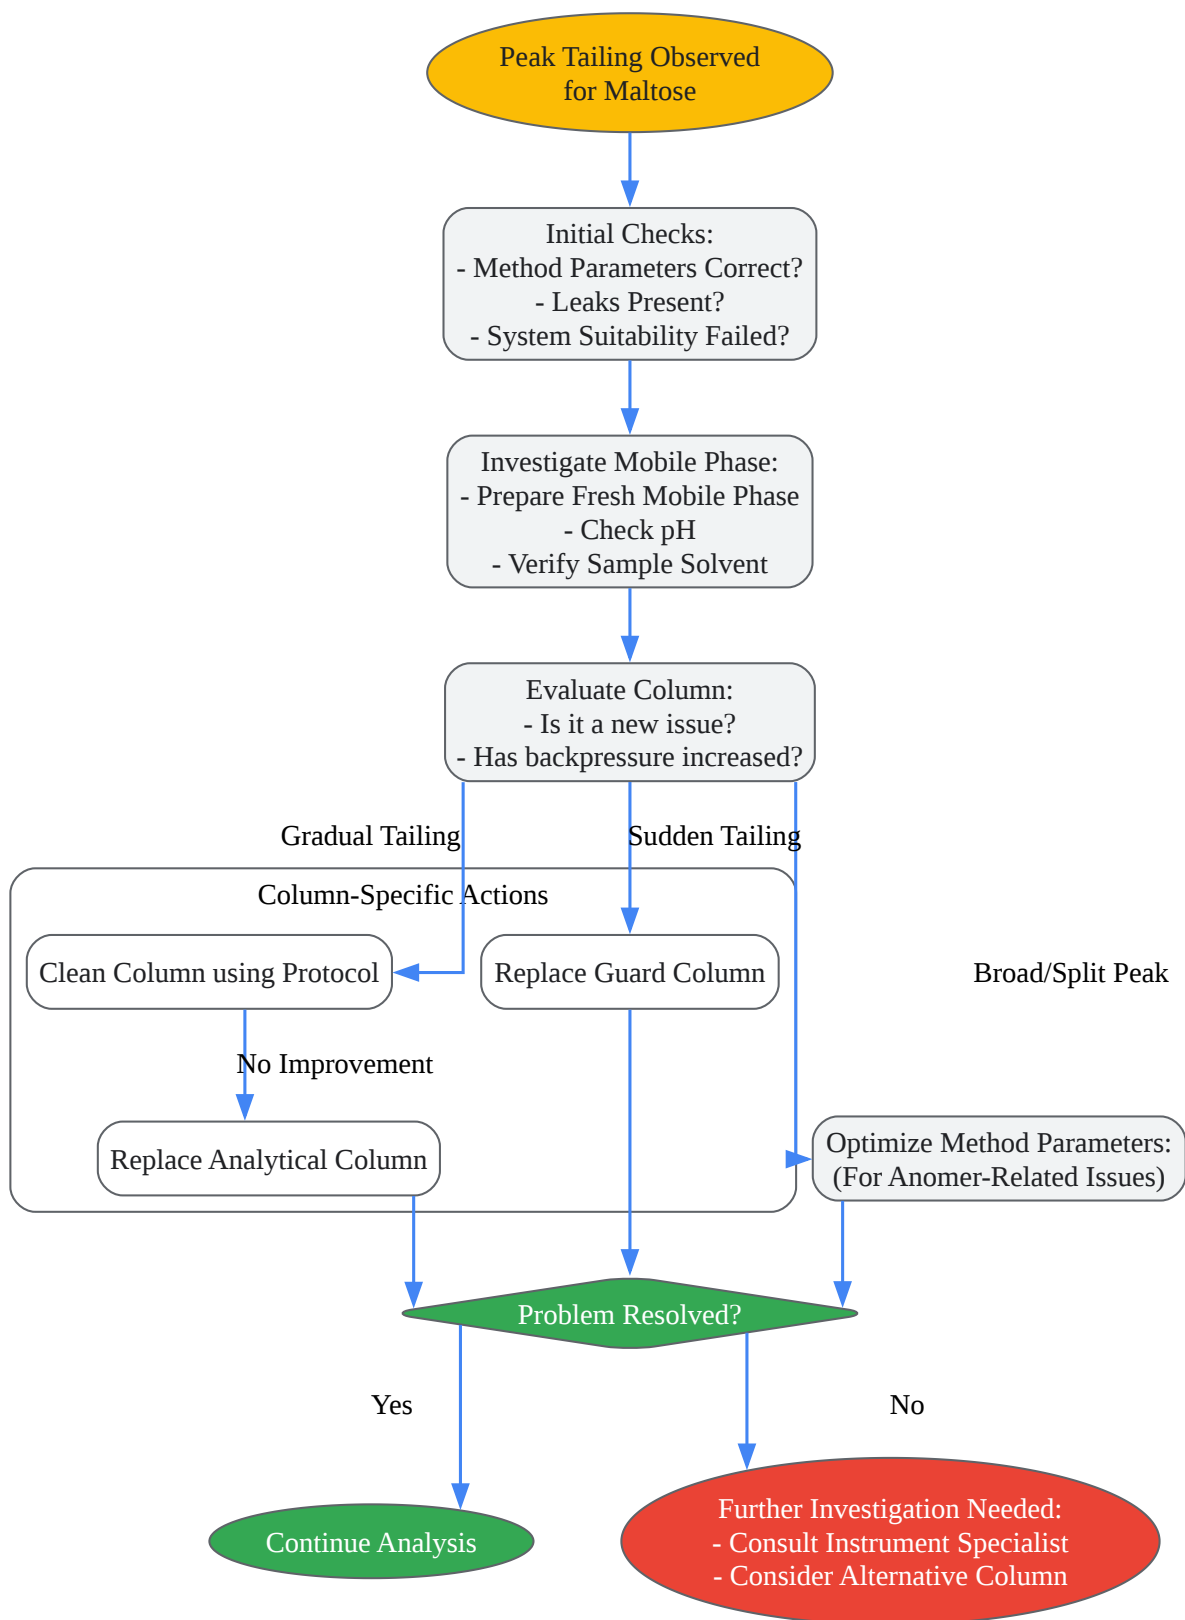 Peak Tailing Observed
for Maltose
Initial Checks:
- Method Parameters Correct?
- Leaks Present?
- System Suitability Failed?
Investigate Mobile Phase:
- Prepare Fresh Mobile Phase
- Check pH
- Verify Sample Solvent
Evaluate Column:
- Is it a new issue?
- Has backpressure increased?
Gradual Tailing
Sudden Tailing
Column-Specific Actions
Clean Column using Protocol
Replace Guard Column
Broad/Split Peak
No Improvement
Replace Analytical Column
Optimize Method Parameters:
(For Anomer-Related Issues)
Problem Resolved?
Yes
No
Continue Analysis
Further Investigation Needed:
- Consult Instrument Specialist
- Consider Alternative Column